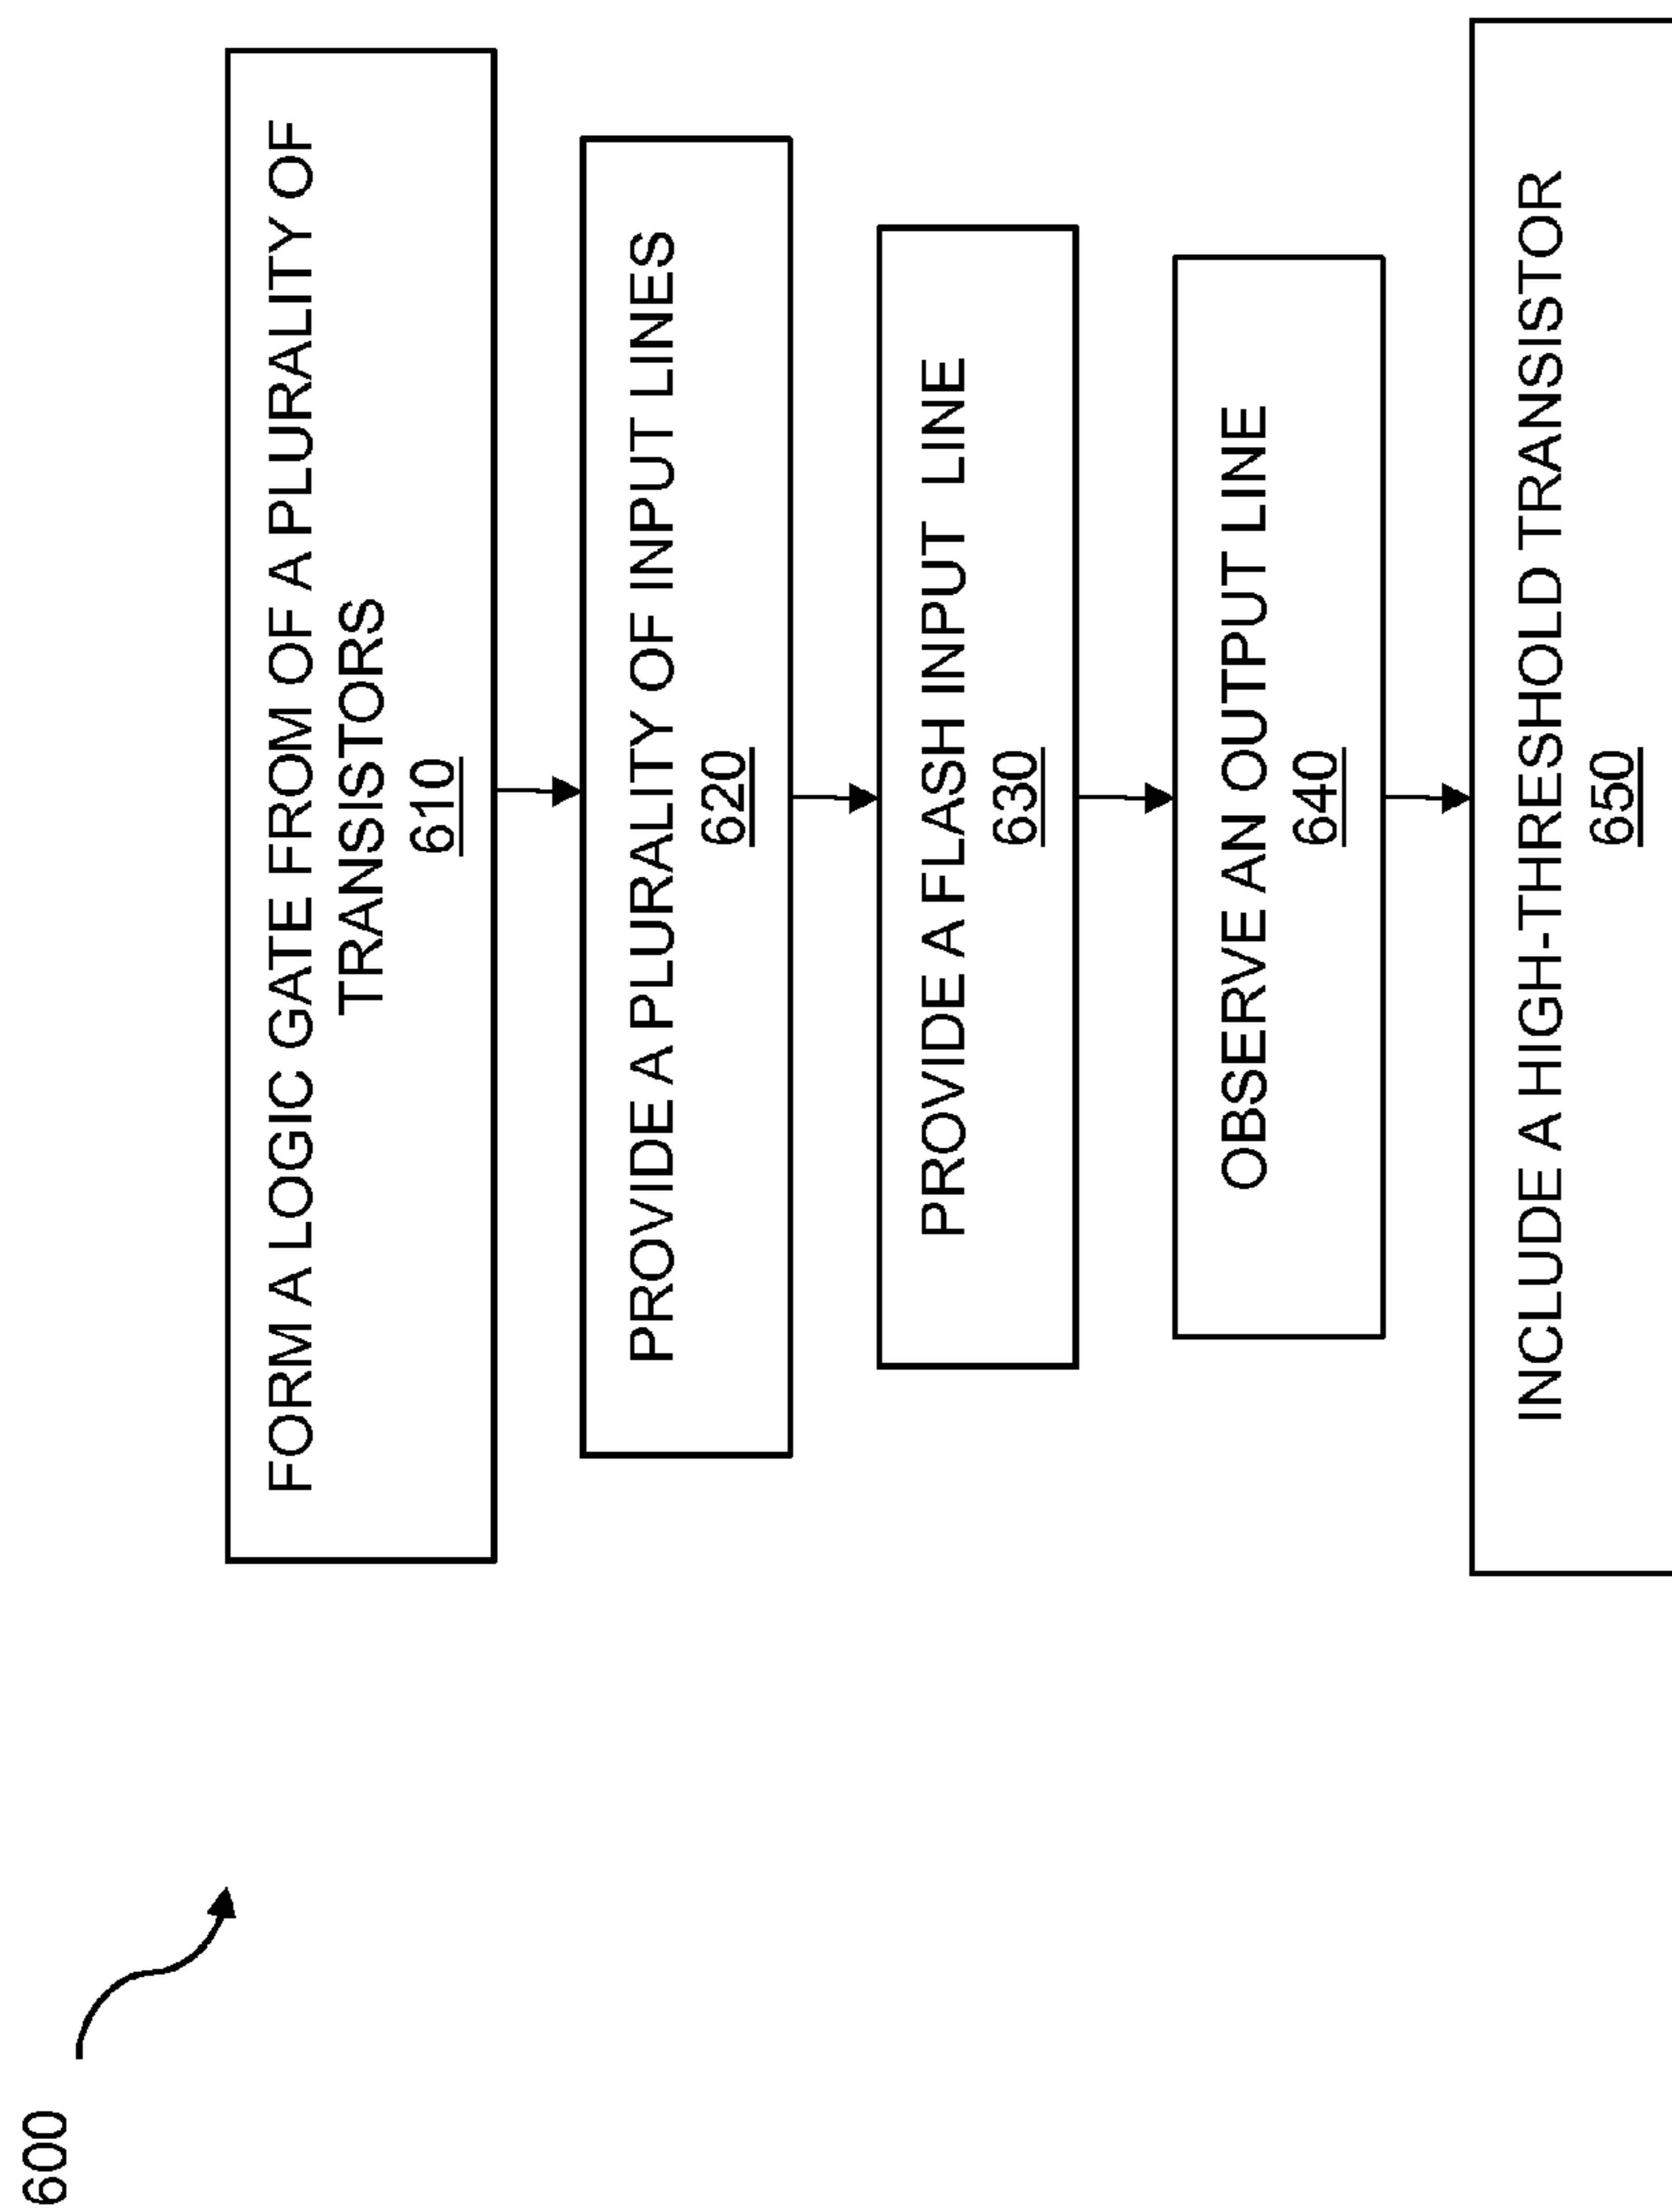 600
FORM A LOGIC GATE FROM OF A PLURALITY OF
TRANSISTORS
610
PROVIDE A PLURALITY OF INPUT LINES
620
PROVIDE A FLASH INPUT LINE
630
OBSERVE AN OUTPUT LINE
640
INCLUDE A HIGH-THRESHOLD TRANSISTOR
650